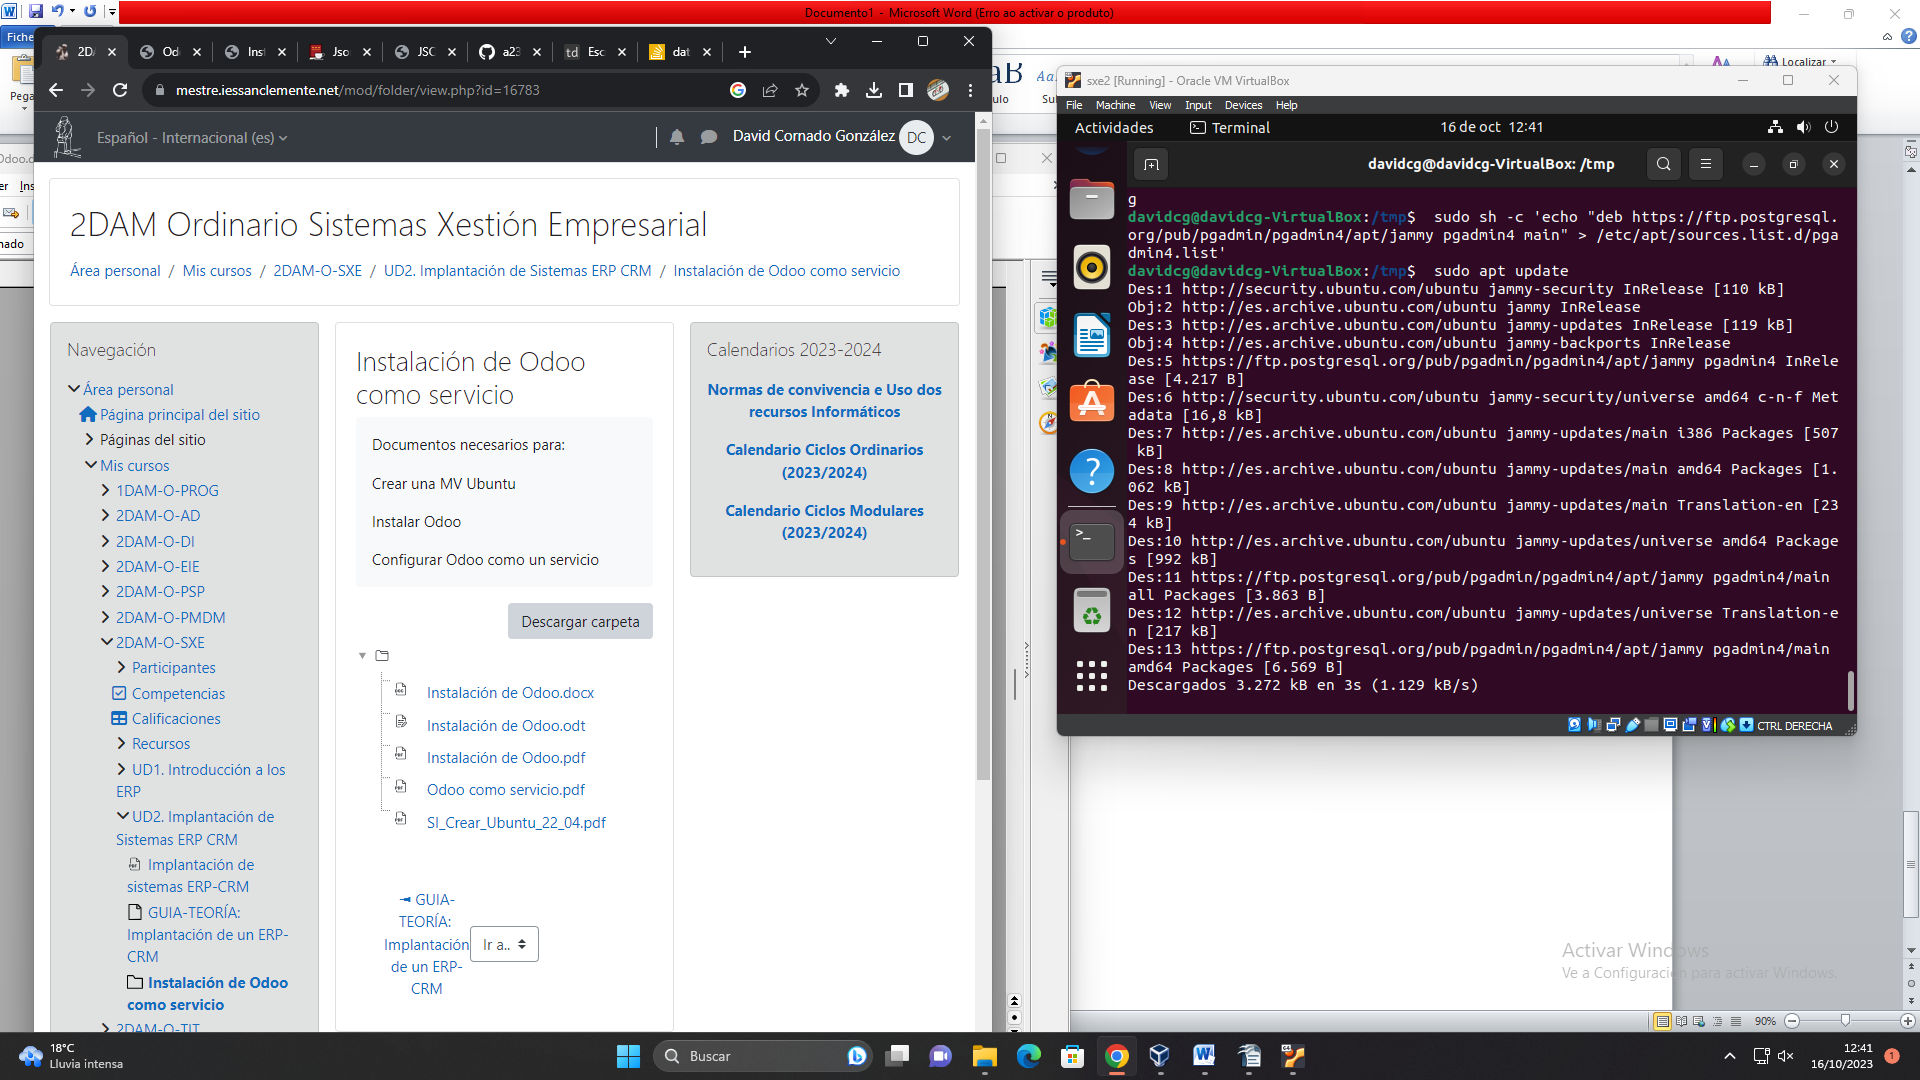 Documento1 - Microsoft Word (Erro ao activar o produto)
Fiche
Pega
Localizar
mestre.iessanclemente.net/mod/folder/view.php?id=16783
Español - Internacional (es)
David Cornado González
DC
2DAM Ordinario Sistemas Xestión Empresarial
Área personal / Mis cursos / 2DAM-O-SXE / UD2. Implantación de Sistemas ERP CRM / Instalación de Odoo como servicio
Navegación
Área personal
Página principal del sitio
Páginas del sitio
Mis cursos
1DAM-O-PROG
2DAM-O-AD
2DAM-O-DI
2DAM-O-EIE
2DAM-O-PSP
2DAM-O-PMDM
2DAM-O-SXE
Participantes
Competencias
Calificaciones
Recursos
UD1. Introducción a los
ERP
UD2. Implantación de
Sistemas ERP CRM
Implantación de
sistemas ERP-CRM
GUIA-TEORÍA:
Implantación de un ERP-
CRM
Instalación de Odoo
como servicio
2DAM-O-TIT
Instalación de Odoo
como servicio
Documentos necesarios para:
Crear una MV Ubuntu
Instalar Odoo
Configurar Odoo como un servicio
Descargar carpeta
Instalación de Odoo.docx
Instalación de Odoo.odt
Instalación de Odoo.pdf
Odoo como servicio.pdf
SI_Crear_Ubuntu_22_04.pdf
◄ GUIA-
TEORÍA:
Implantación
de un ERP-
CRM
Ir a..
Calendarios 2023-2024
Normas de convivencia e Uso dos
recursos Informáticos
Calendario Ciclos Ordinarios
(2023/2024)
Calendario Ciclos Modulares
(2023/2024)
sxe2 [Running] - Oracle VM VirtualBox
File Machine View Input Devices Help
Actividades Terminal 16 de oct 12:41
davidcg@davidcg-VirtualBox: /tmp
g
davidcg@davidcg-VirtualBox:/tmp$ sudo sh -c 'echo "deb https://ftp.postgresql.
org/pub/pgadmin/pgadmin4/apt/jammy pgadmin4 main" > /etc/apt/sources.list.d/pga
dmin4.list'
davidcg@davidcg-VirtualBox:/tmp$ sudo apt update
Des:1 http://security.ubuntu.com/ubuntu jammy-security InRelease [110 kB]
Obj:2 http://es.archive.ubuntu.com/ubuntu jammy InRelease
Des:3 http://es.archive.ubuntu.com/ubuntu jammy-updates InRelease [119 kB]
Obj:4 http://es.archive.ubuntu.com/ubuntu jammy-backports InRelease
Des:5 https://ftp.postgresql.org/pub/pgadmin/pgadmin4/apt/jammy pgadmin4 InRele
ase [4.217 B]
Des:6 http://security.ubuntu.com/ubuntu jammy-security/universe amd64 c-n-f Met
adata [16,8 kB]
Des:7 http://es.archive.ubuntu.com/ubuntu jammy-updates/main i386 Packages [507
kB]
Des:8 http://es.archive.ubuntu.com/ubuntu jammy-updates/main amd64 Packages [1.
062 kB]
Des:9 http://es.archive.ubuntu.com/ubuntu jammy-updates/main Translation-en [23
4 kB]
Des:10 http://es.archive.ubuntu.com/ubuntu jammy-updates/universe amd64 Package
s [992 kB]
Des:11 https://ftp.postgresql.org/pub/pgadmin/pgadmin4/apt/jammy pgadmin4/main
all Packages [3.863 B]
Des:12 http://es.archive.ubuntu.com/ubuntu jammy-updates/universe Translation-e
n [217 kB]
Des:13 https://ftp.postgresql.org/pub/pgadmin/pgadmin4/apt/jammy pgadmin4/main
amd64 Packages [6.569 B]
Descargados 3.272 kB en 3s (1.129 kB/s)
CTRL DERECHA
Activar Windows
Ve a Configuración para activar Windows.
90%
18°C
Lluvia intensa
Buscar
12:41
16/10/2023
1